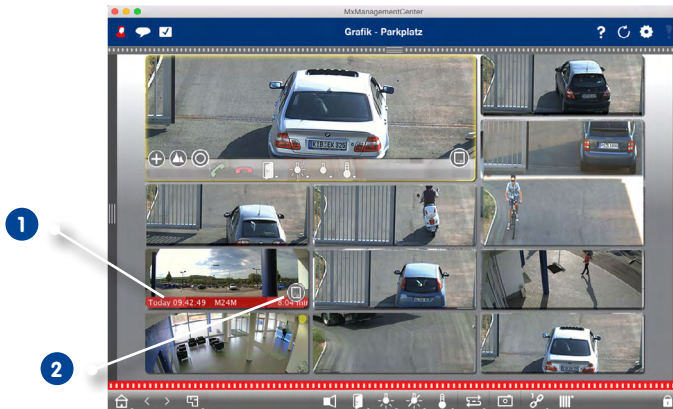 MxManagementCenter
Grafik - Parkplatz
?
1
Today 09:42:49 M24M 8:04 min
2